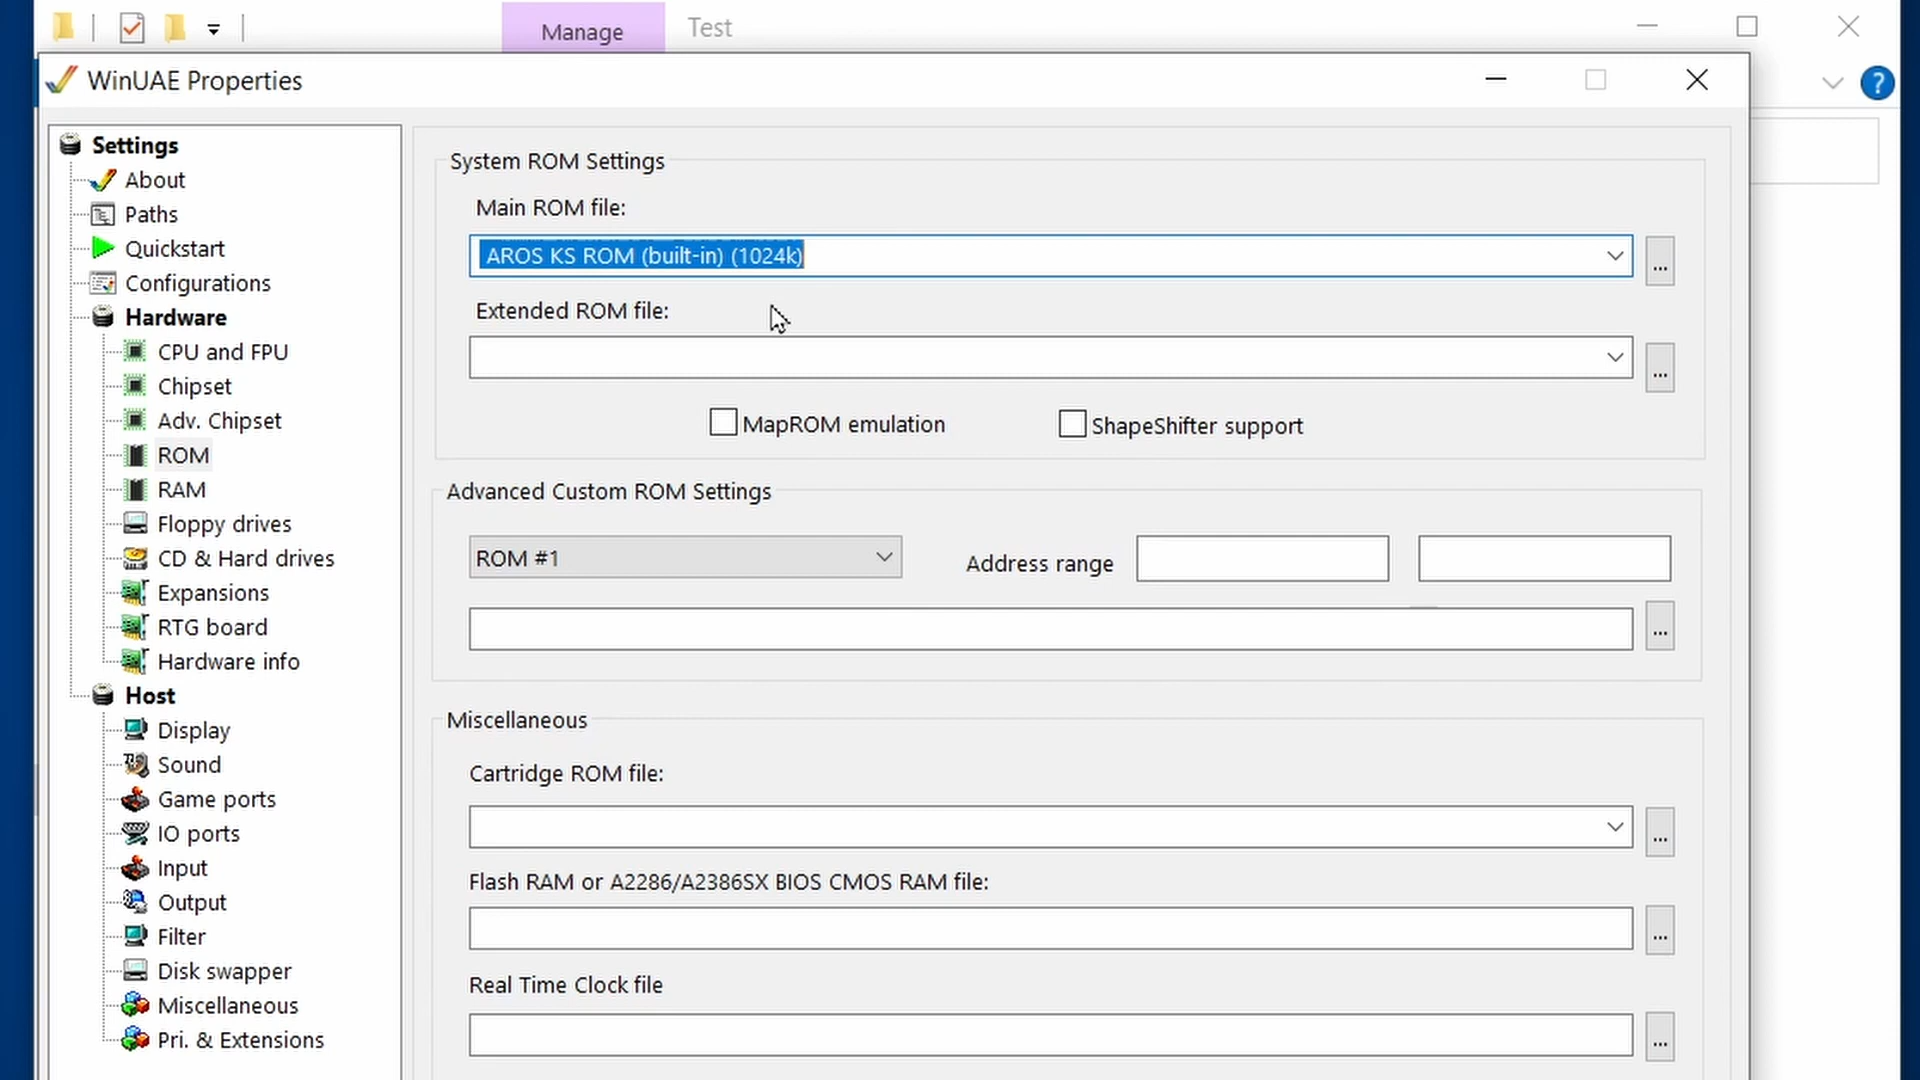 Manage
Test
WinUAE Properties
?
Settings
About
Paths
Quickstart
Configurations
Hardware
CPU and FPU
Chipset
Adv. Chipset
ROM
RAM
Floppy drives
CD & Hard drives
Expansions
RTG board
Hardware info
Host
Display
Sound
Game ports
IO ports
Input
Output
Filter
Disk swapper
Miscellaneous
Pri. & Extensions
System ROM Settings
Main ROM file:
AROS KS ROM (built-in) (1024k)
...
Extended ROM file:
...
MapROM emulation
ShapeShifter support
Advanced Custom ROM Settings
ROM #1
Address range
...
Miscellaneous
Cartridge ROM file:
...
Flash RAM or A2286/A2386SX BIOS CMOS RAM file:
...
Real Time Clock file
...